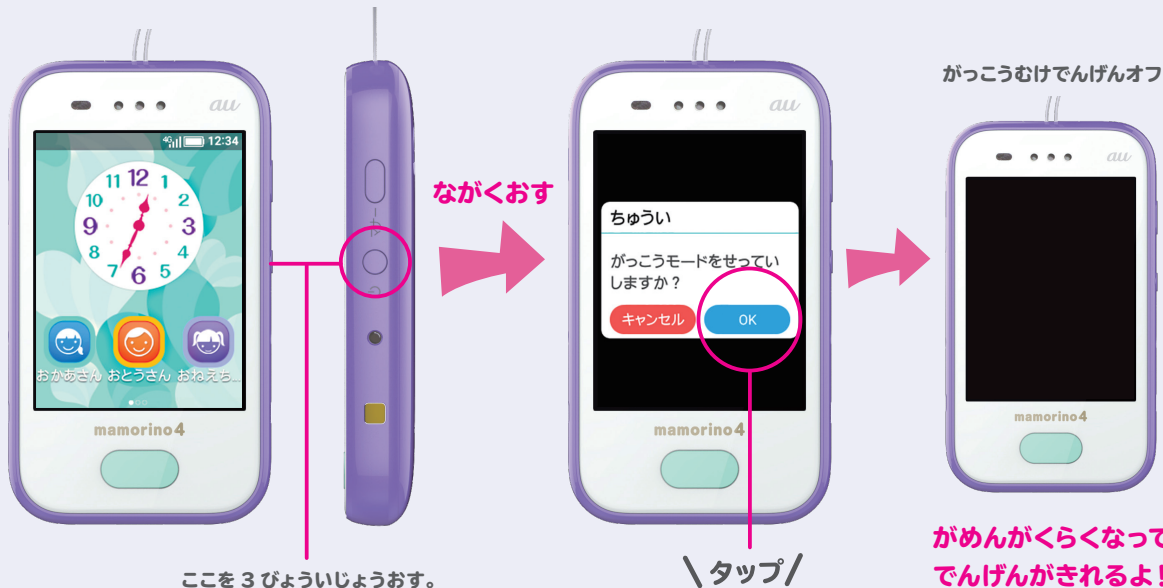 au
4G 12:34
11 12 1
10 2
9 3
8 4
7 6 5
おかあさん おとうさん おねえち...
mamorino4
ここを 3 びょういじょうおす。
ながくおす
au
ちゅうい
がっこうモードをせってい
しますか？
キャンセル OK
mamorino4
\ タップ /
がっこうむけでんげんオフ
au
mamorino4
がめんがくらくなって
でんげんがきれるよ！